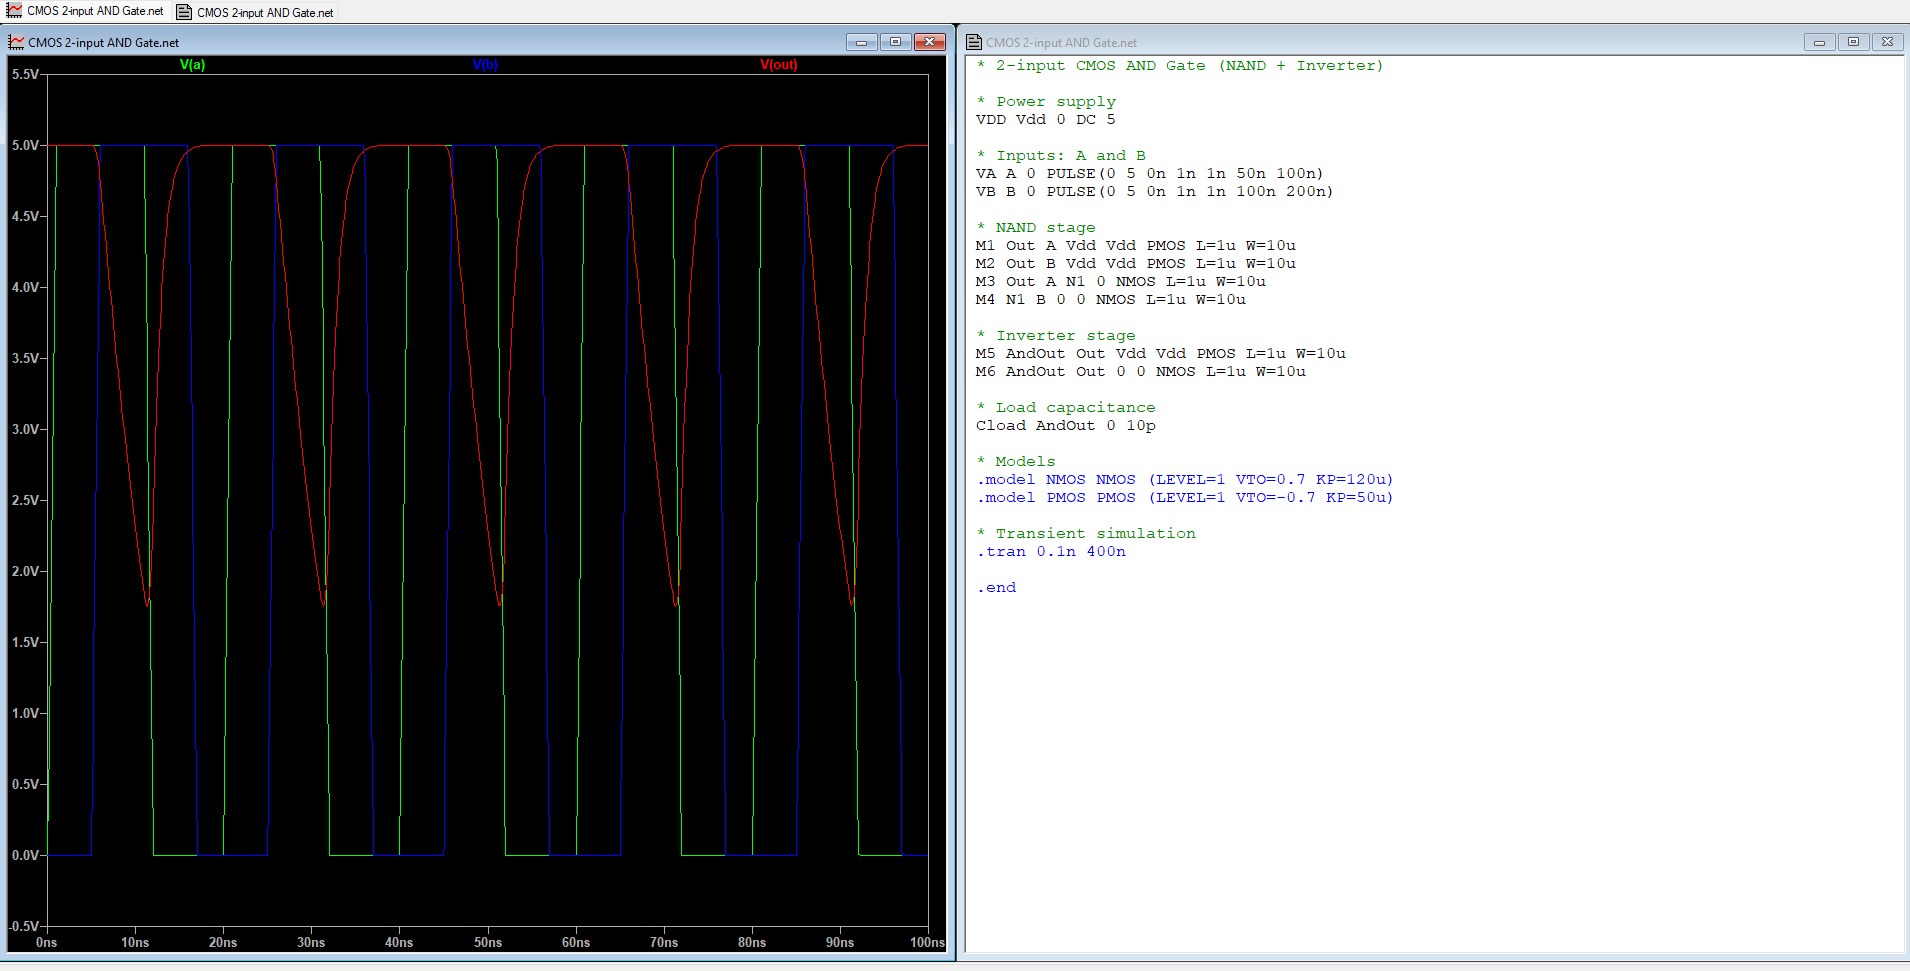 CMOS 2-input AND Gate.net CMOS 2-input AND Gate.net
CMOS 2-input AND Gate.net
V(a) V(b) V(out)
5.5V
5.0V
4.5V
4.0V
3.5V
3.0V
2.5V
2.0V
1.5V
1.0V
0.5V
0.0V
-0.5V
0ns 10ns 20ns 30ns 40ns 50ns 60ns 70ns 80ns 90ns 100ns
CMOS 2-input AND Gate.net
* 2-input CMOS AND Gate (NAND + Inverter)
* Power supply
VDD Vdd 0 DC 5
* Inputs: A and B
VA A 0 PULSE(0 5 0n 1n 1n 50n 100n)
VB B 0 PULSE(0 5 0n 1n 1n 100n 200n)
* NAND stage
M1 Out A Vdd Vdd PMOS L=1u W=10u
M2 Out B Vdd Vdd PMOS L=1u W=10u
M3 Out A N1 0 NMOS L=1u W=10u
M4 N1 B 0 0 NMOS L=1u W=10u
* Inverter stage
M5 AndOut Out Vdd Vdd PMOS L=1u W=10u
M6 AndOut Out 0 0 NMOS L=1u W=10u
* Load capacitance
Cload AndOut 0 10p
* Models
.model NMOS NMOS (LEVEL=1 VTO=0.7 KP=120u)
.model PMOS PMOS (LEVEL=1 VTO=-0.7 KP=50u)
* Transient simulation
.tran 0.1n 400n
.end